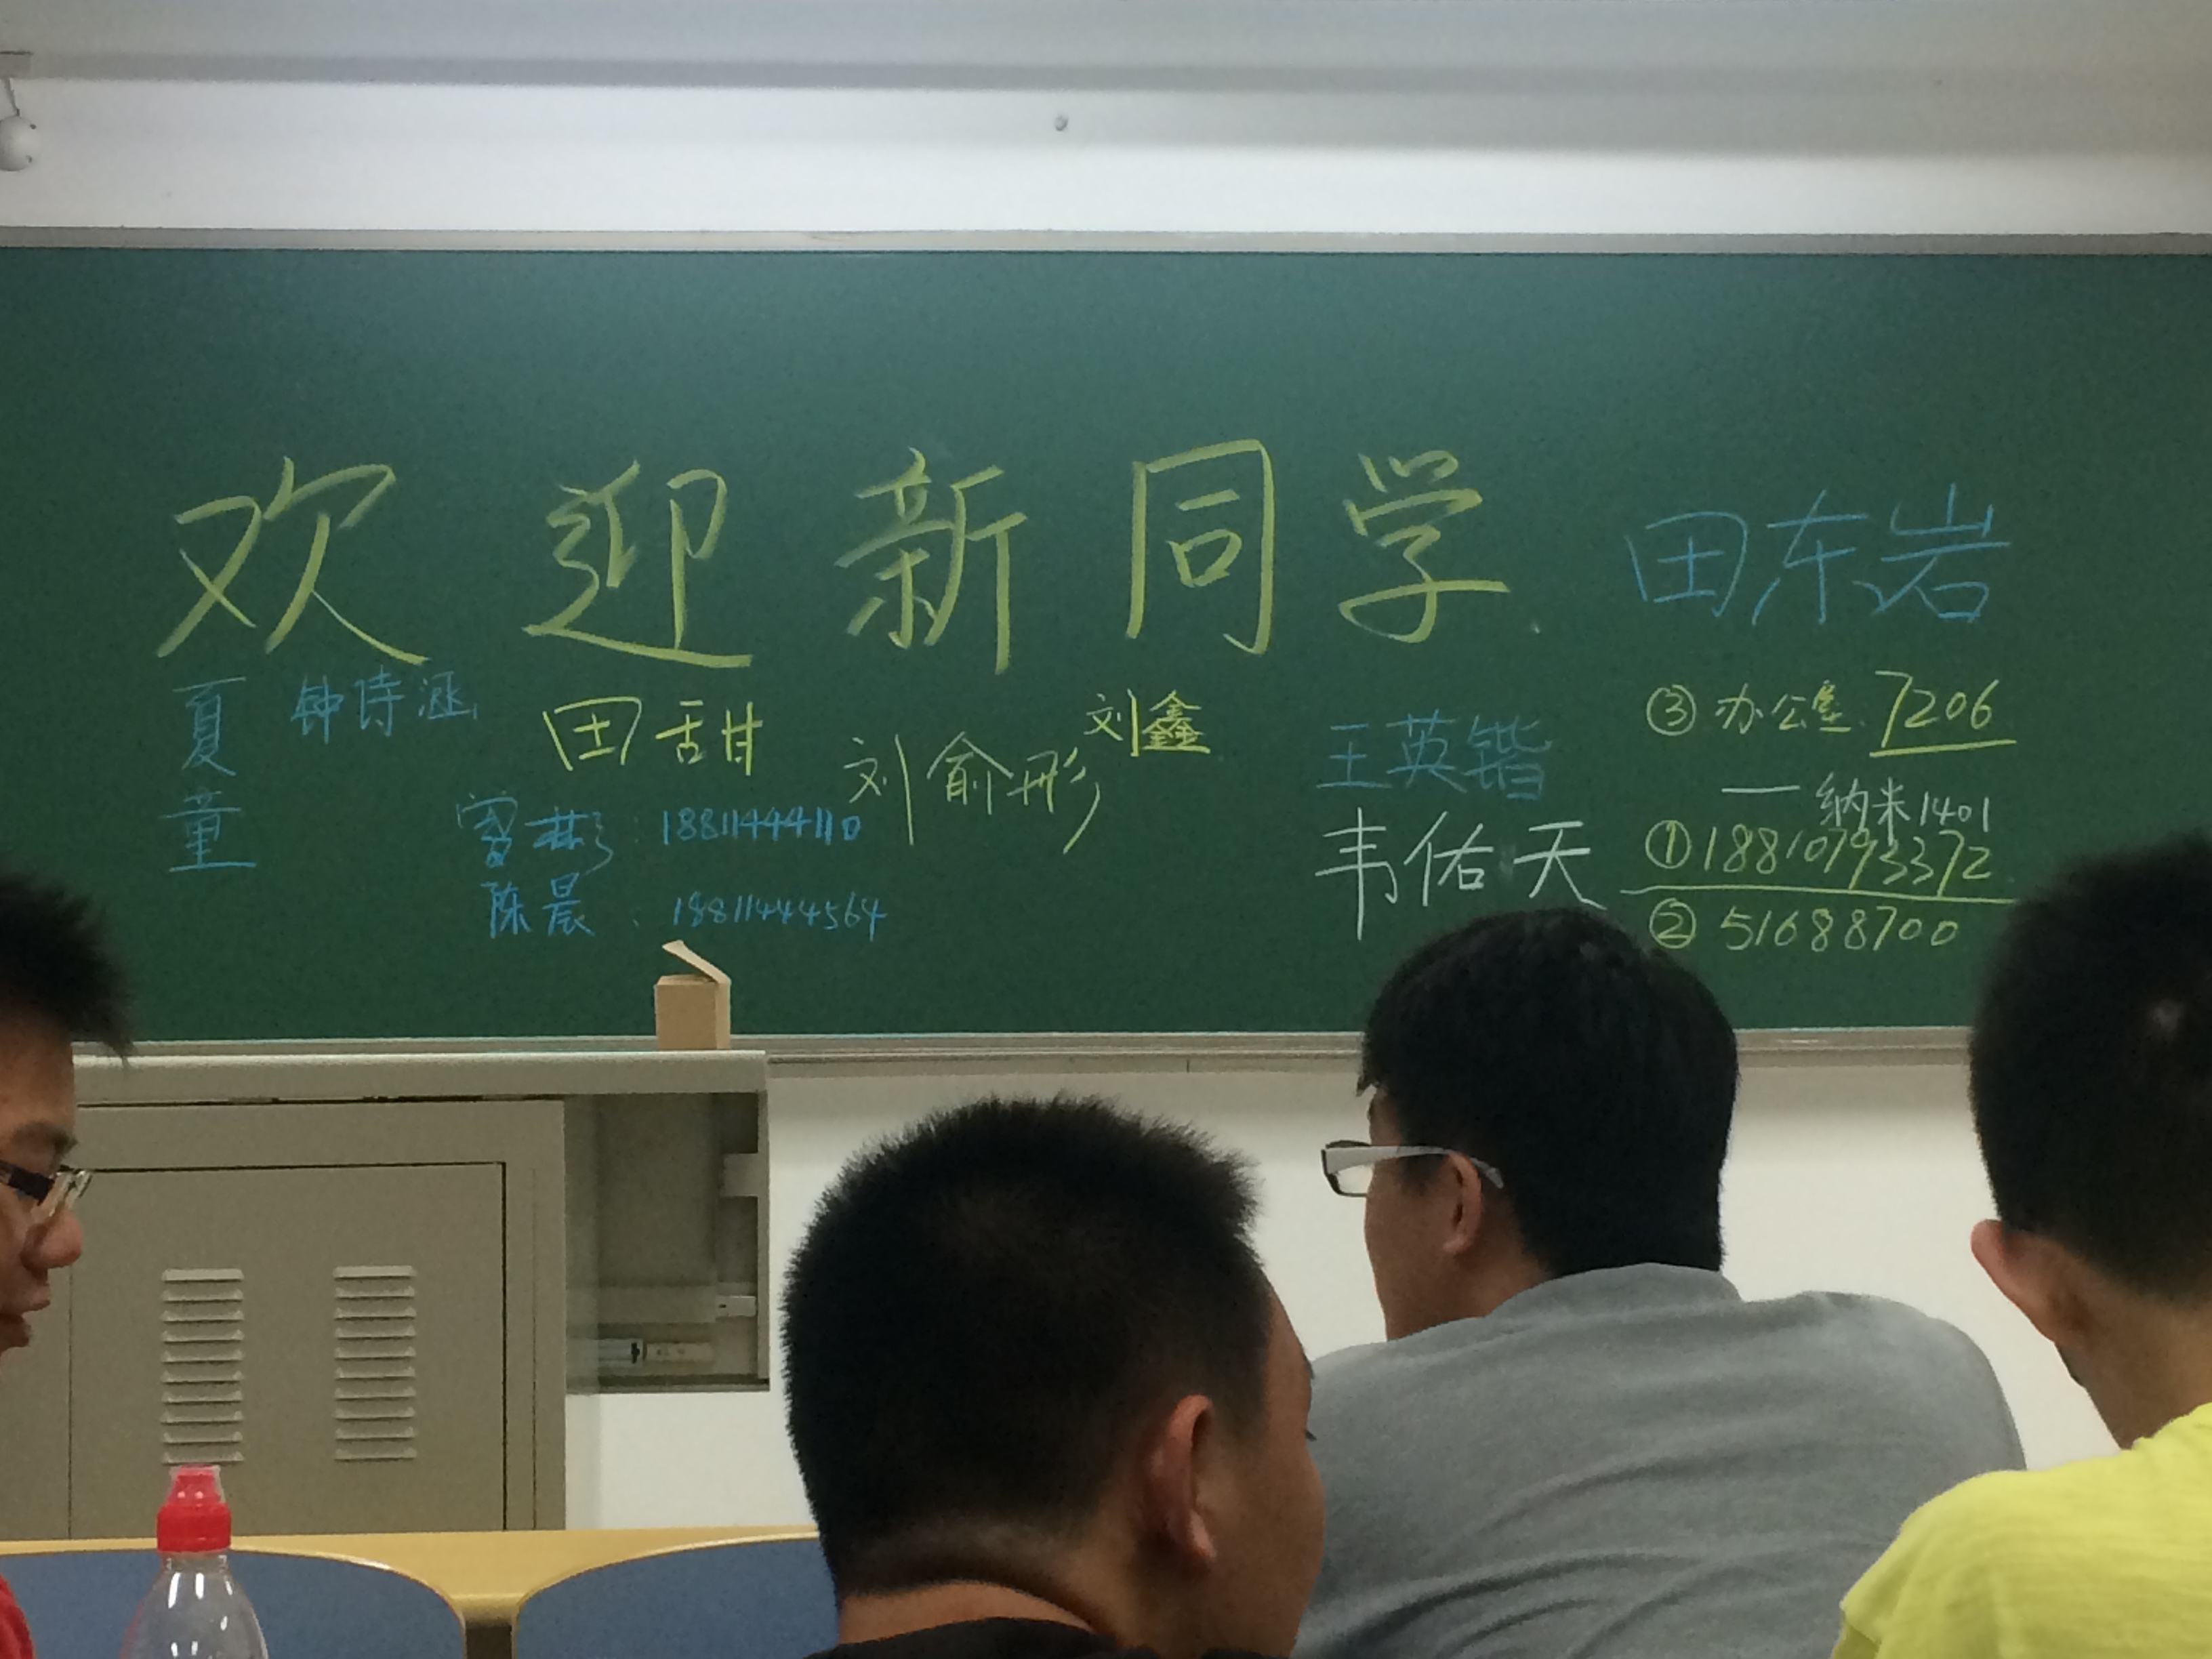 欢迎新同学
田东岩
夏童
钟诗涵
田甜
刘俞彤
刘鑫
王英锴
韦佑天
雷彬：18811444110
陈晨：18811444564
③办公室 7206
—纳米1401
①18810793372
②51688700